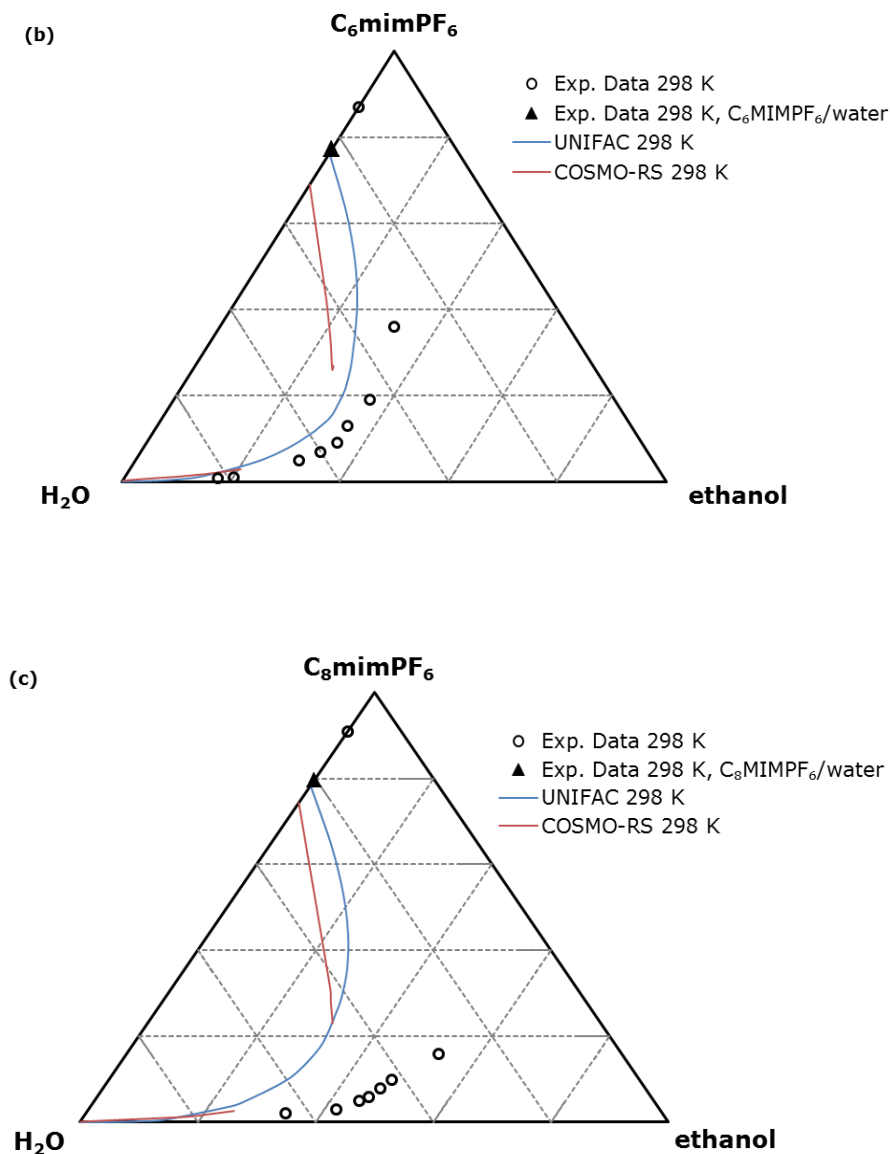 (b)
C₆mimPF₆
Exp. Data 298 K
Exp. Data 298 K, C₆MIMPF₆/water
UNIFAC 298 K
COSMO-RS 298 K
H₂O
ethanol
(c)
C₈mimPF₆
Exp. Data 298 K
Exp. Data 298 K, C₈MIMPF₆/water
UNIFAC 298 K
COSMO-RS 298 K
H₂O
ethanol